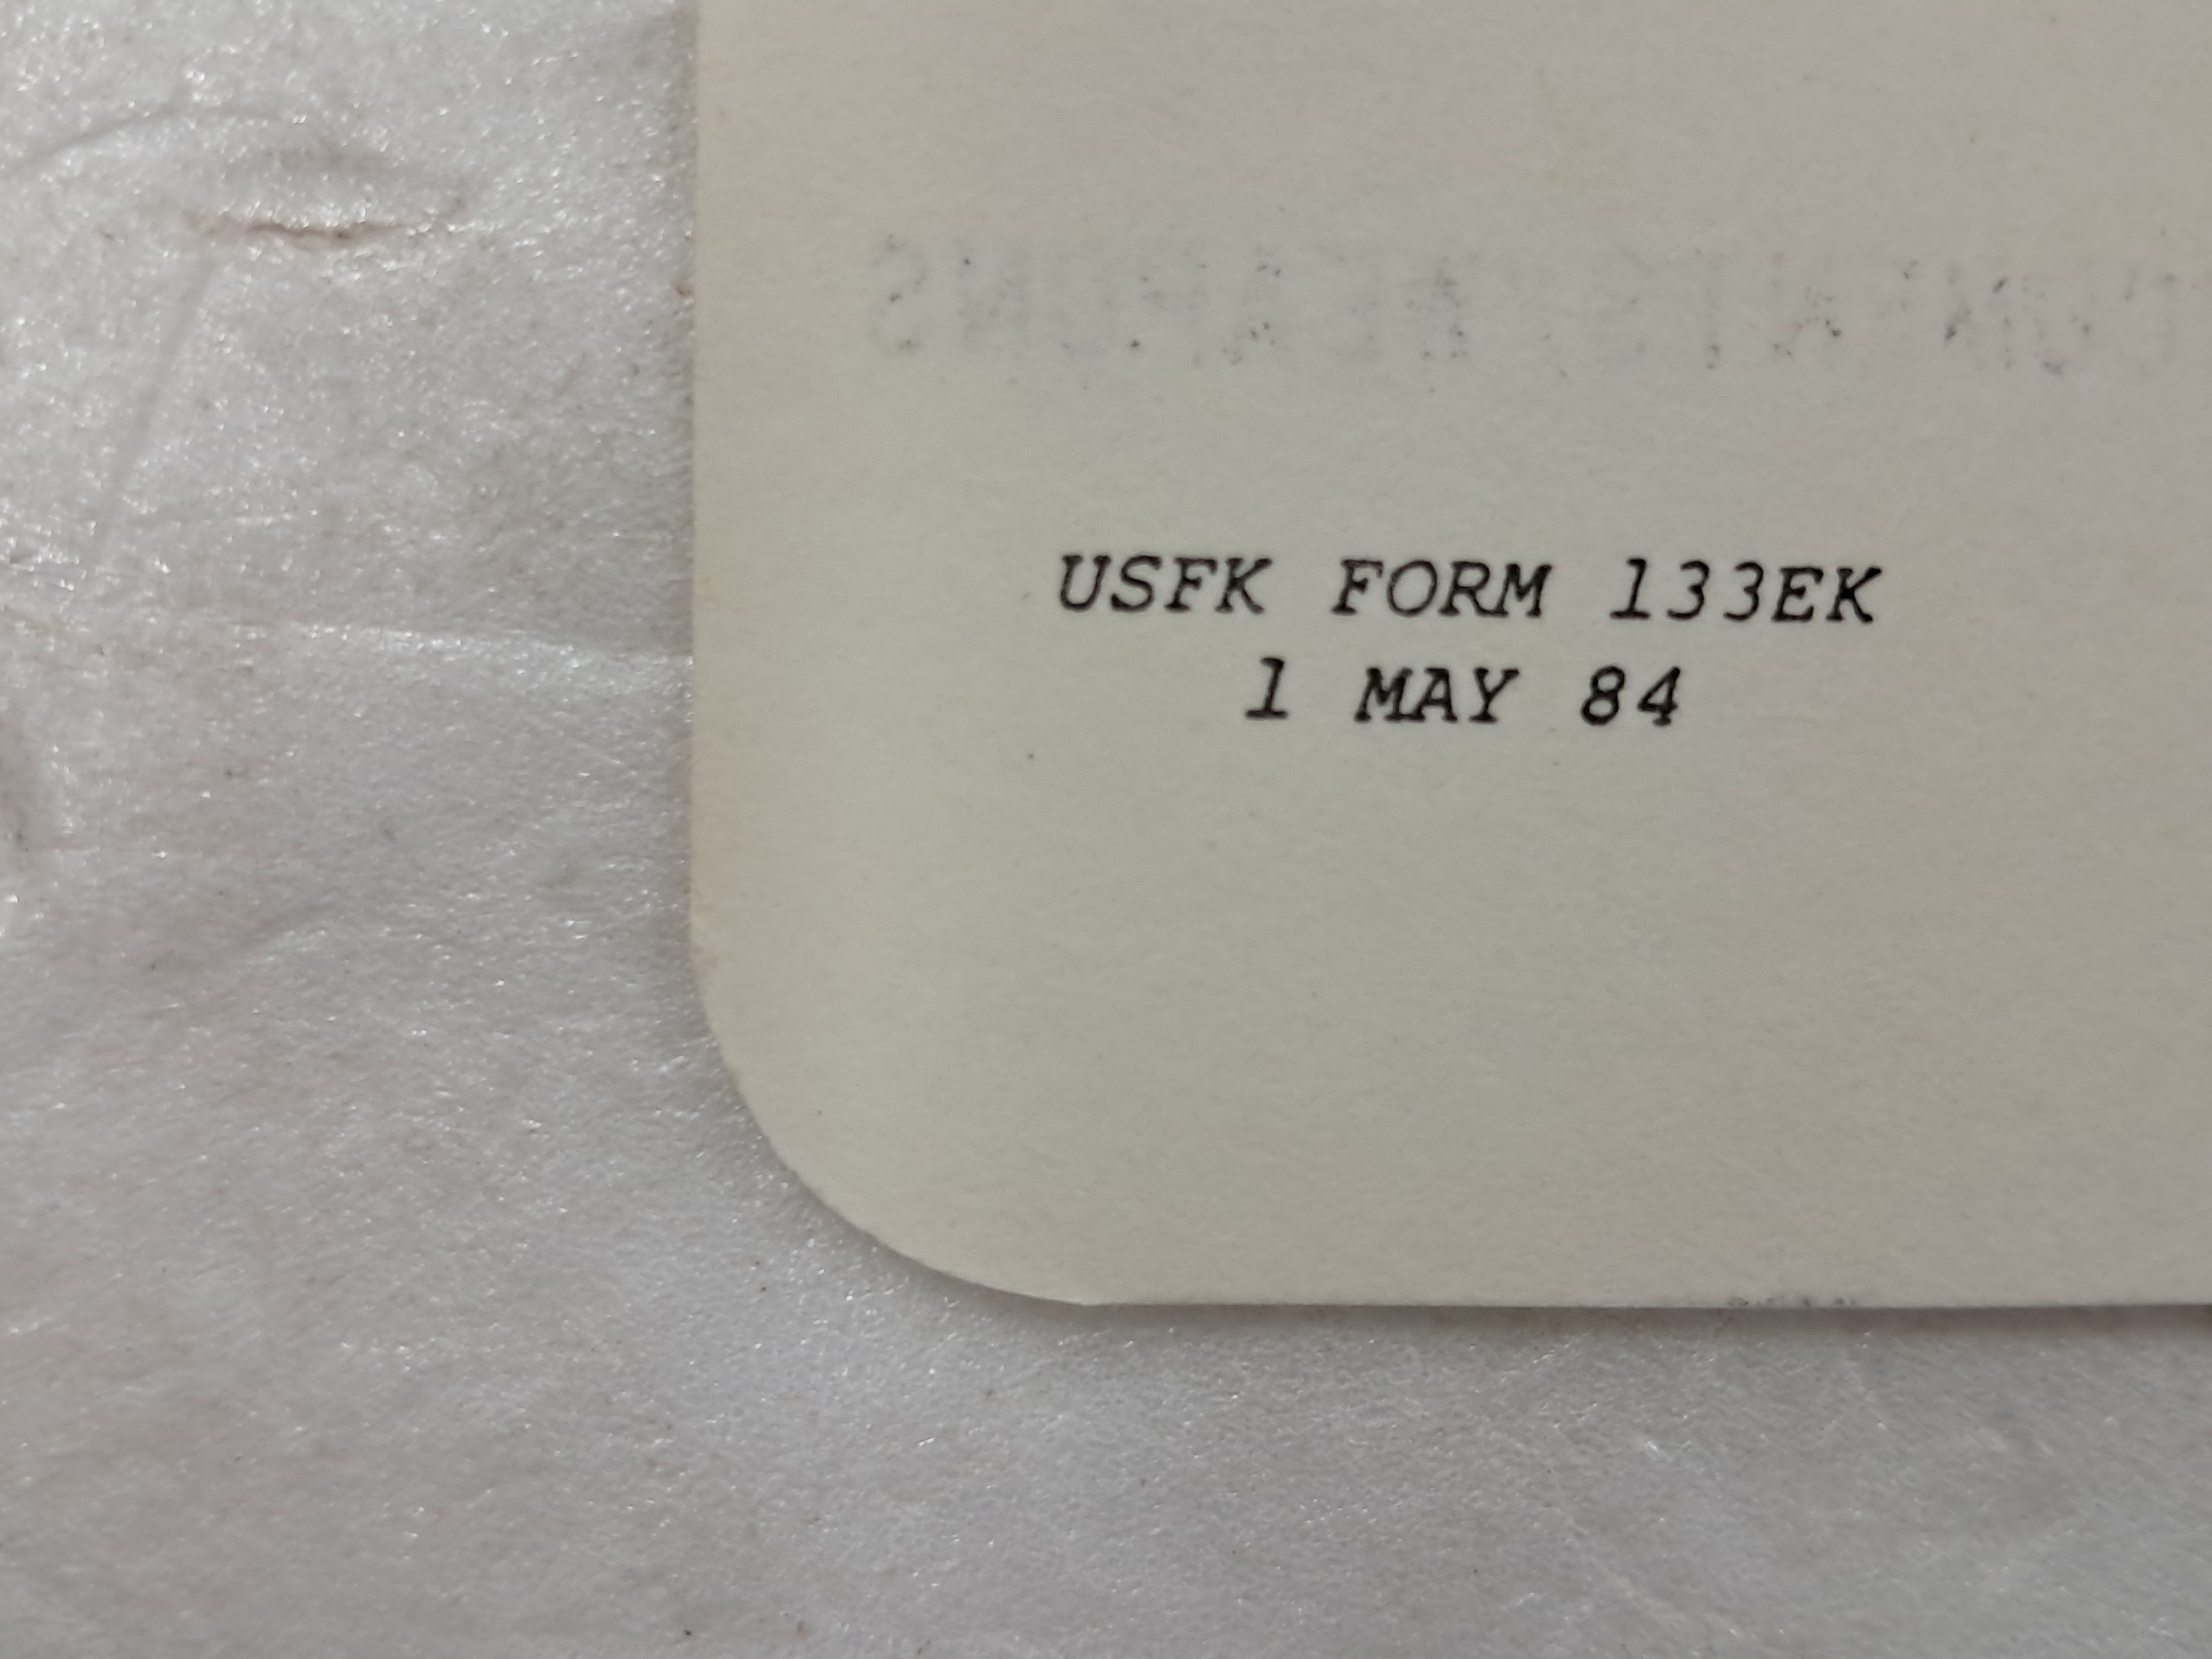 USFK FORM 133EK
1 MAY 84